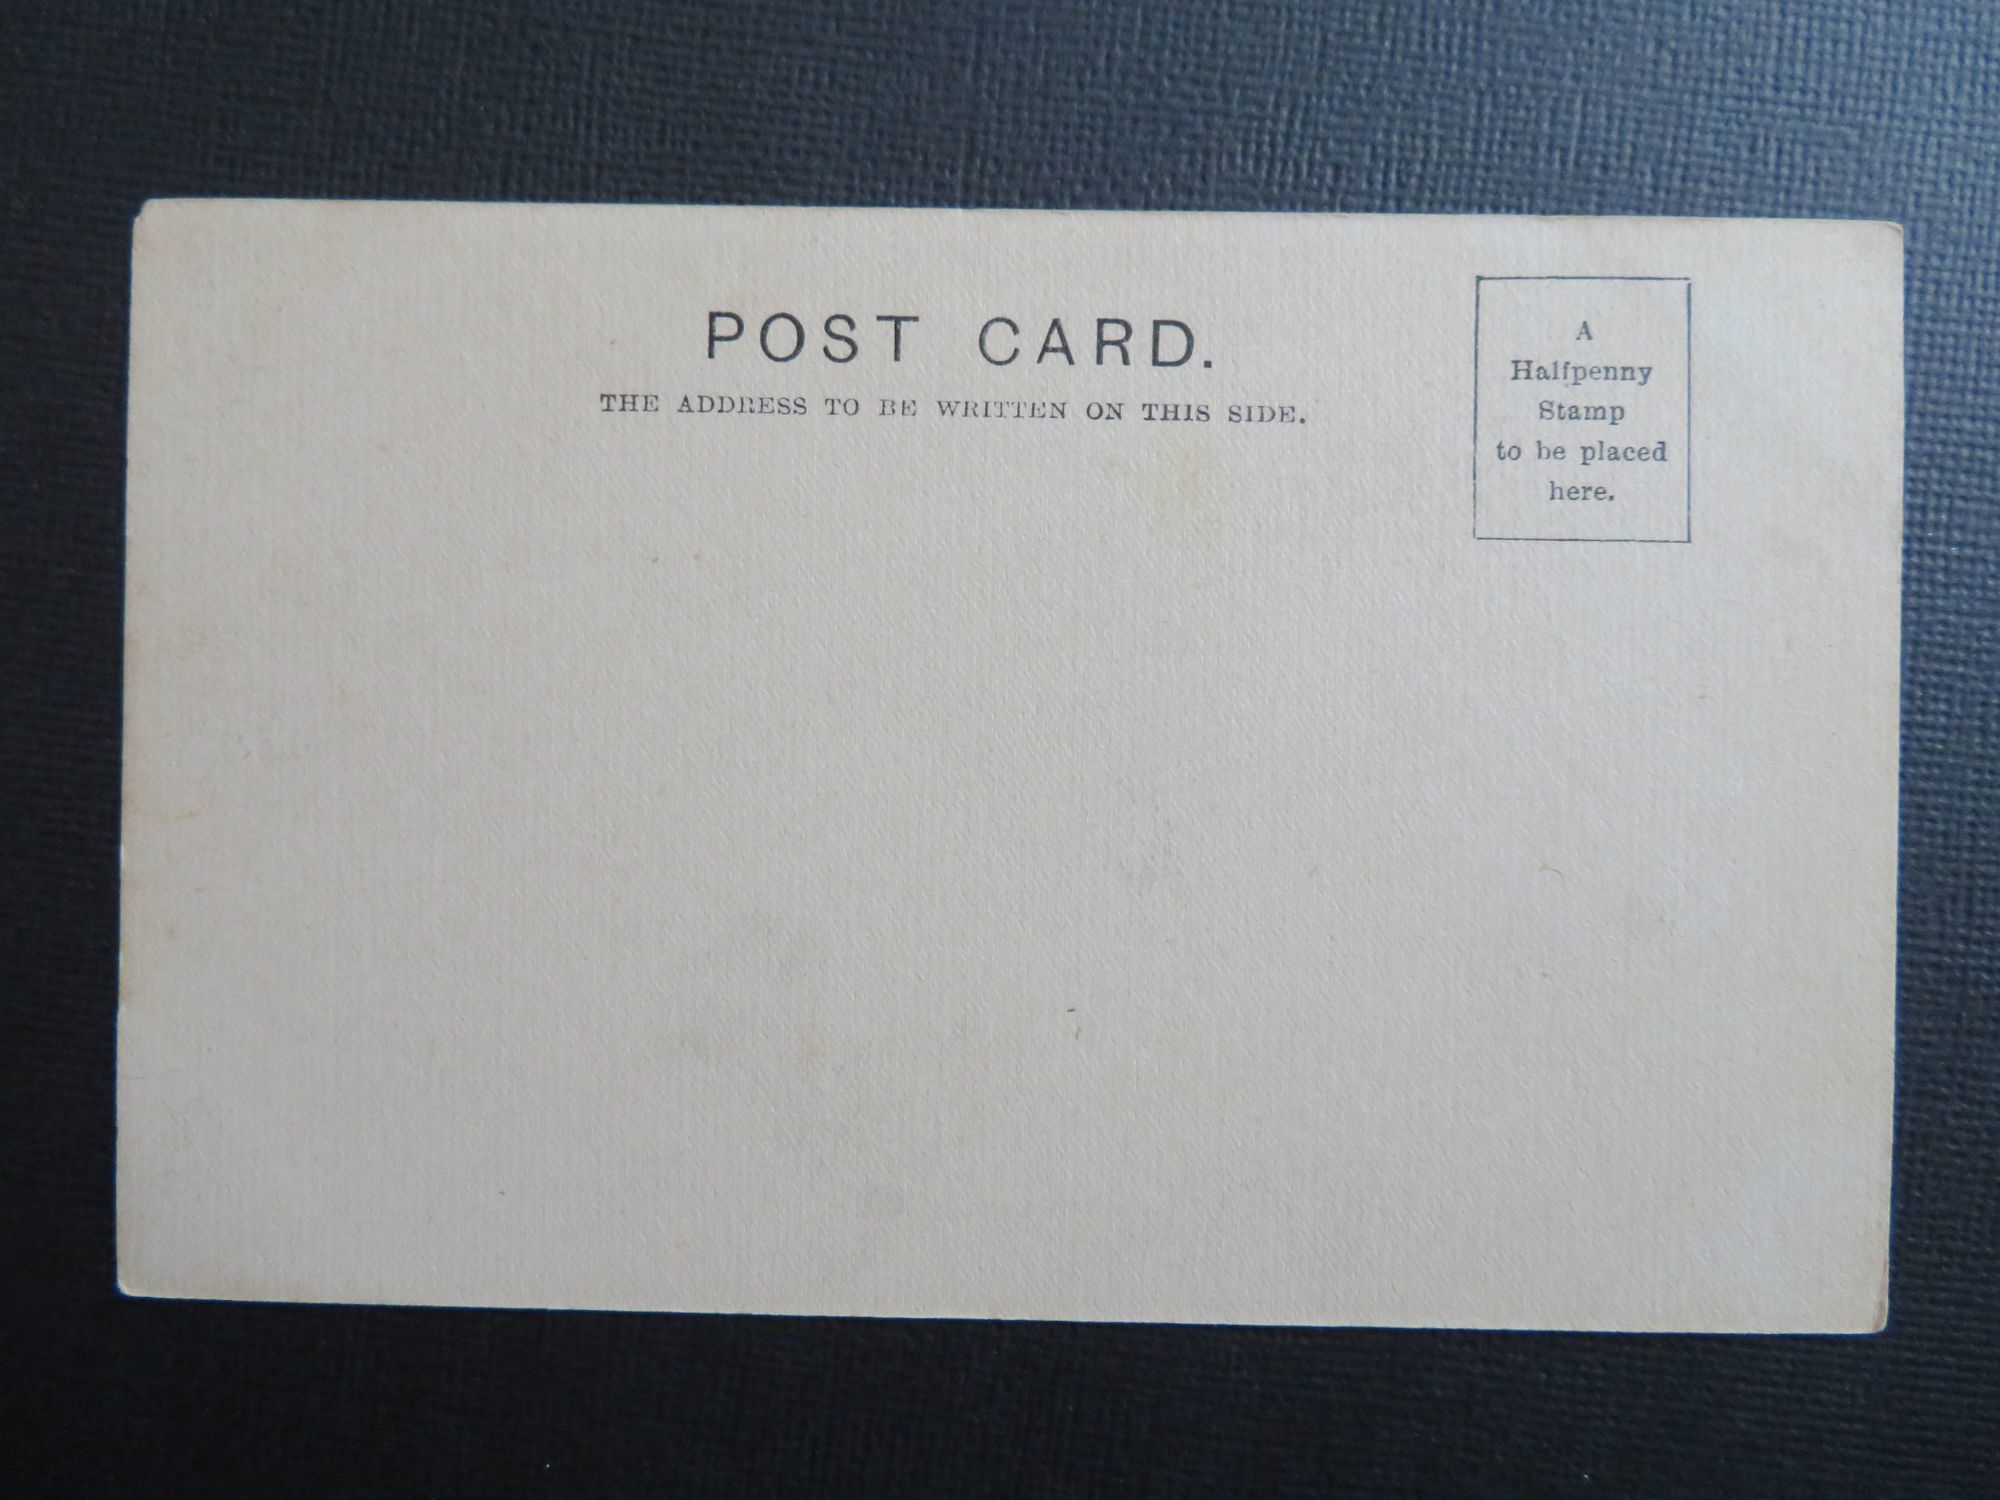 POST CARD.
THE ADDRESS TO BE WRITTEN ON THIS SIDE.
A
Halfpenny
Stamp
to be placed
here.